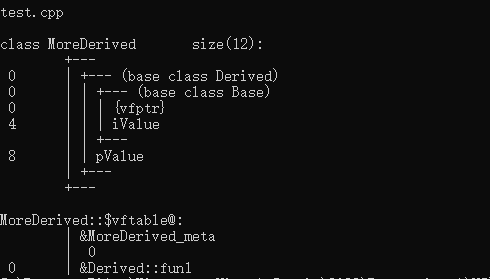 test.cpp
class MoreDerived       size(12):
        +---
 0      | +--- (base class Derived)
 0      | | +--- (base class Base)
 0      | | | {vfptr}
 4      | | | iValue
        | | +---
 8      | | pValue
        | +---
        +---
MoreDerived::$vftable@:
        | &MoreDerived_meta
        |  0
 0      | &Derived::fun1